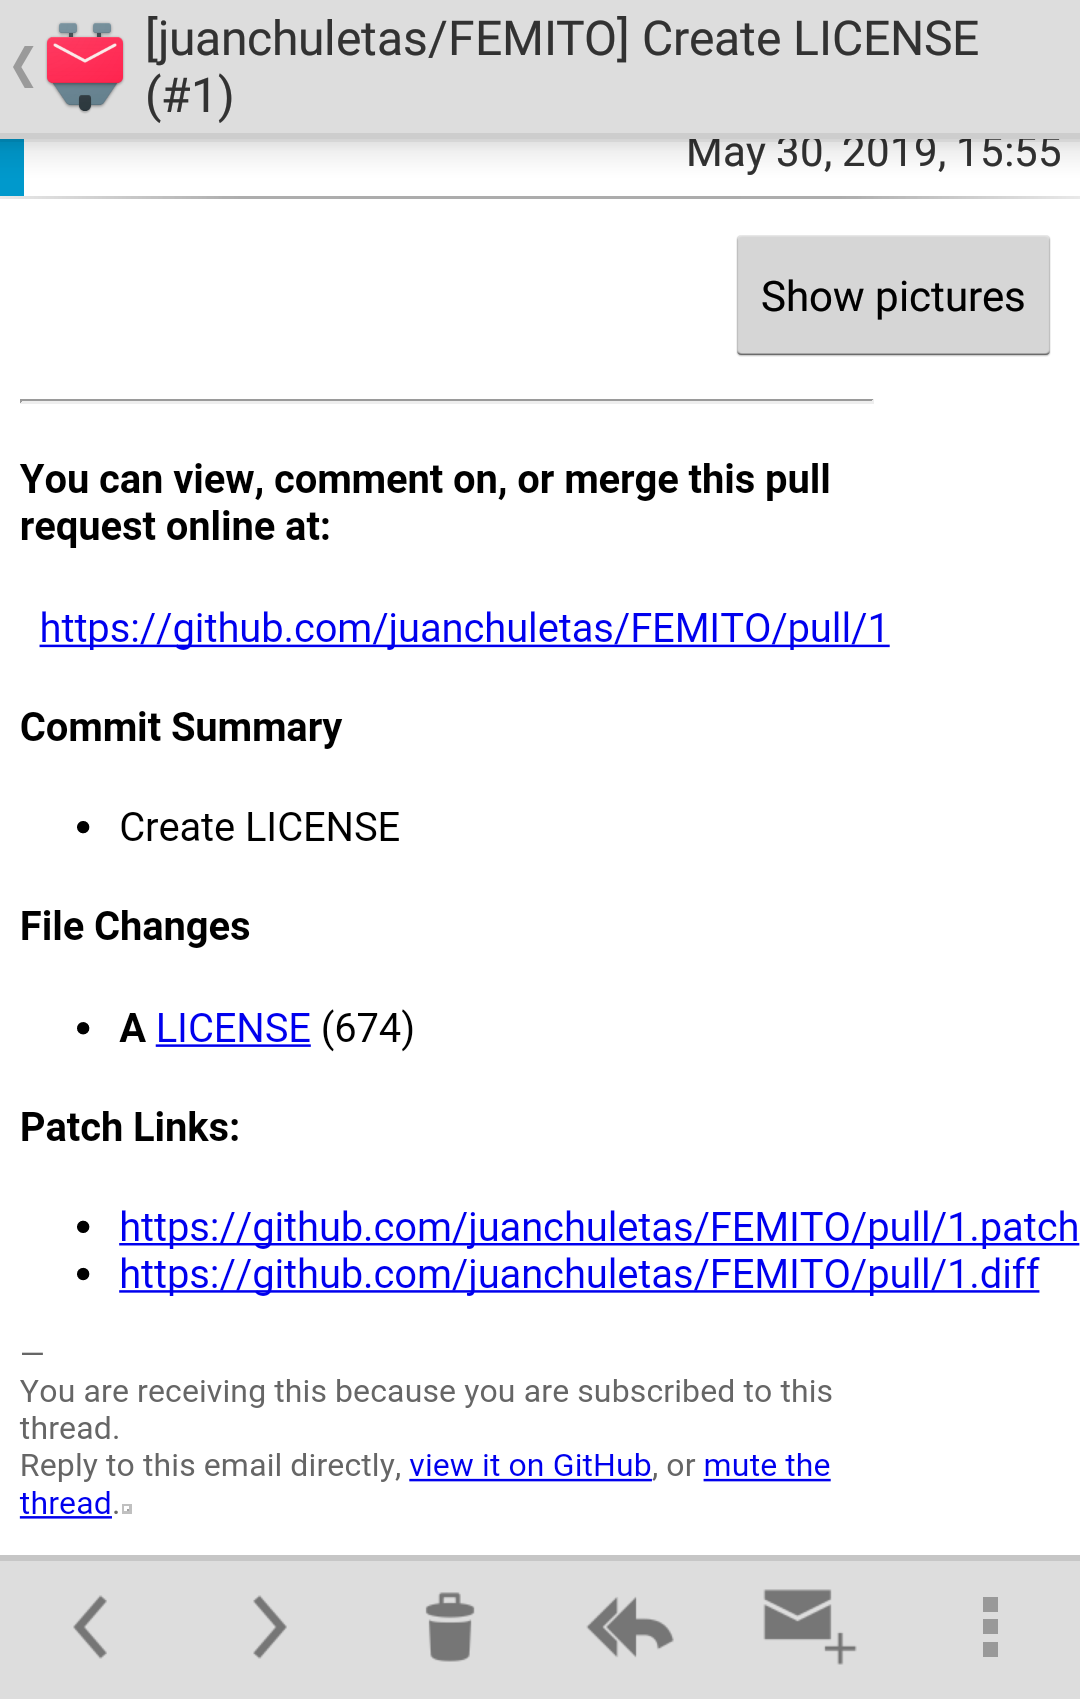 [juanchuletas/FEMITO] Create LICENSE
(#1)
May 30, 2019, 15:55
Show pictures
You can view, comment on, or merge this pull
request online at:
https://github.com/juanchuletas/FEMITO/pull/1
Commit Summary
• Create LICENSE
File Changes
• A LICENSE (674)
Patch Links:
• https://github.com/juanchuletas/FEMITO/pull/1.patch
• https://github.com/juanchuletas/FEMITO/pull/1.diff
—
You are receiving this because you are subscribed to this
thread.
Reply to this email directly, view it on GitHub, or mute the
thread.